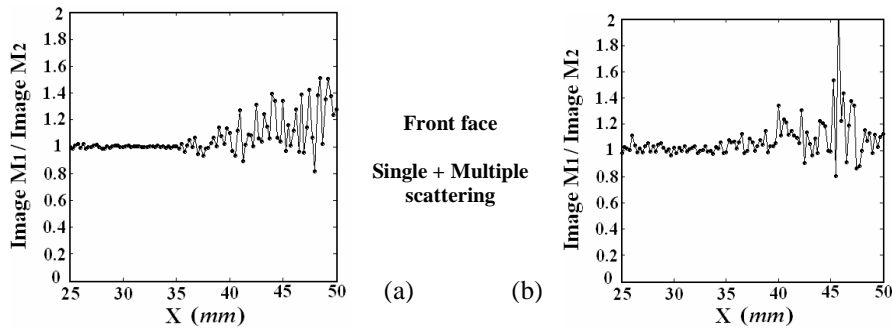 Image M1 / Image M2
2
1.8
1.6
1.4
1.2
1
0.8
0.6
0.4
0.2
0
25 30 35 40 45 50
X (mm)
(a)
Front face
Single + Multiple
scattering
(b)
Image M1 / Image M2
2
1.8
1.6
1.4
1.2
1
0.8
0.6
0.4
0.2
0
25 30 35 40 45 50
X (mm)